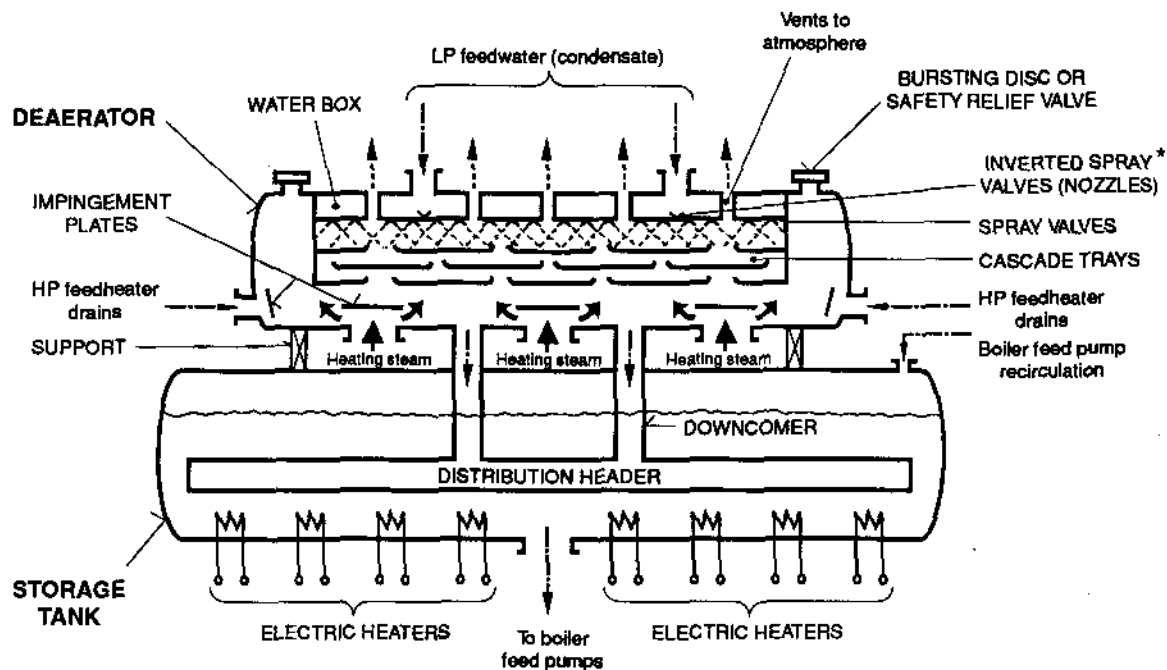 Vents to
atmosphere
LP feedwater (condensate)
BURSTING DISC OR
SAFETY RELIEF VALVE
WATER BOX
DEAERATOR
INVERTED SPRAY*
VALVES (NOZZLES)
IMPINGEMENT
PLATES
SPRAY VALVES
CASCADE TRAYS
HP feedheater
drains
HP feedheater
drains
SUPPORT
Heating steam
Heating steam
Heating steam
Boiler feed pump
recirculation
DOWNCOMER
DISTRIBUTION HEADER
STORAGE
TANK
ELECTRIC HEATERS
To boiler
feed pumps
ELECTRIC HEATERS